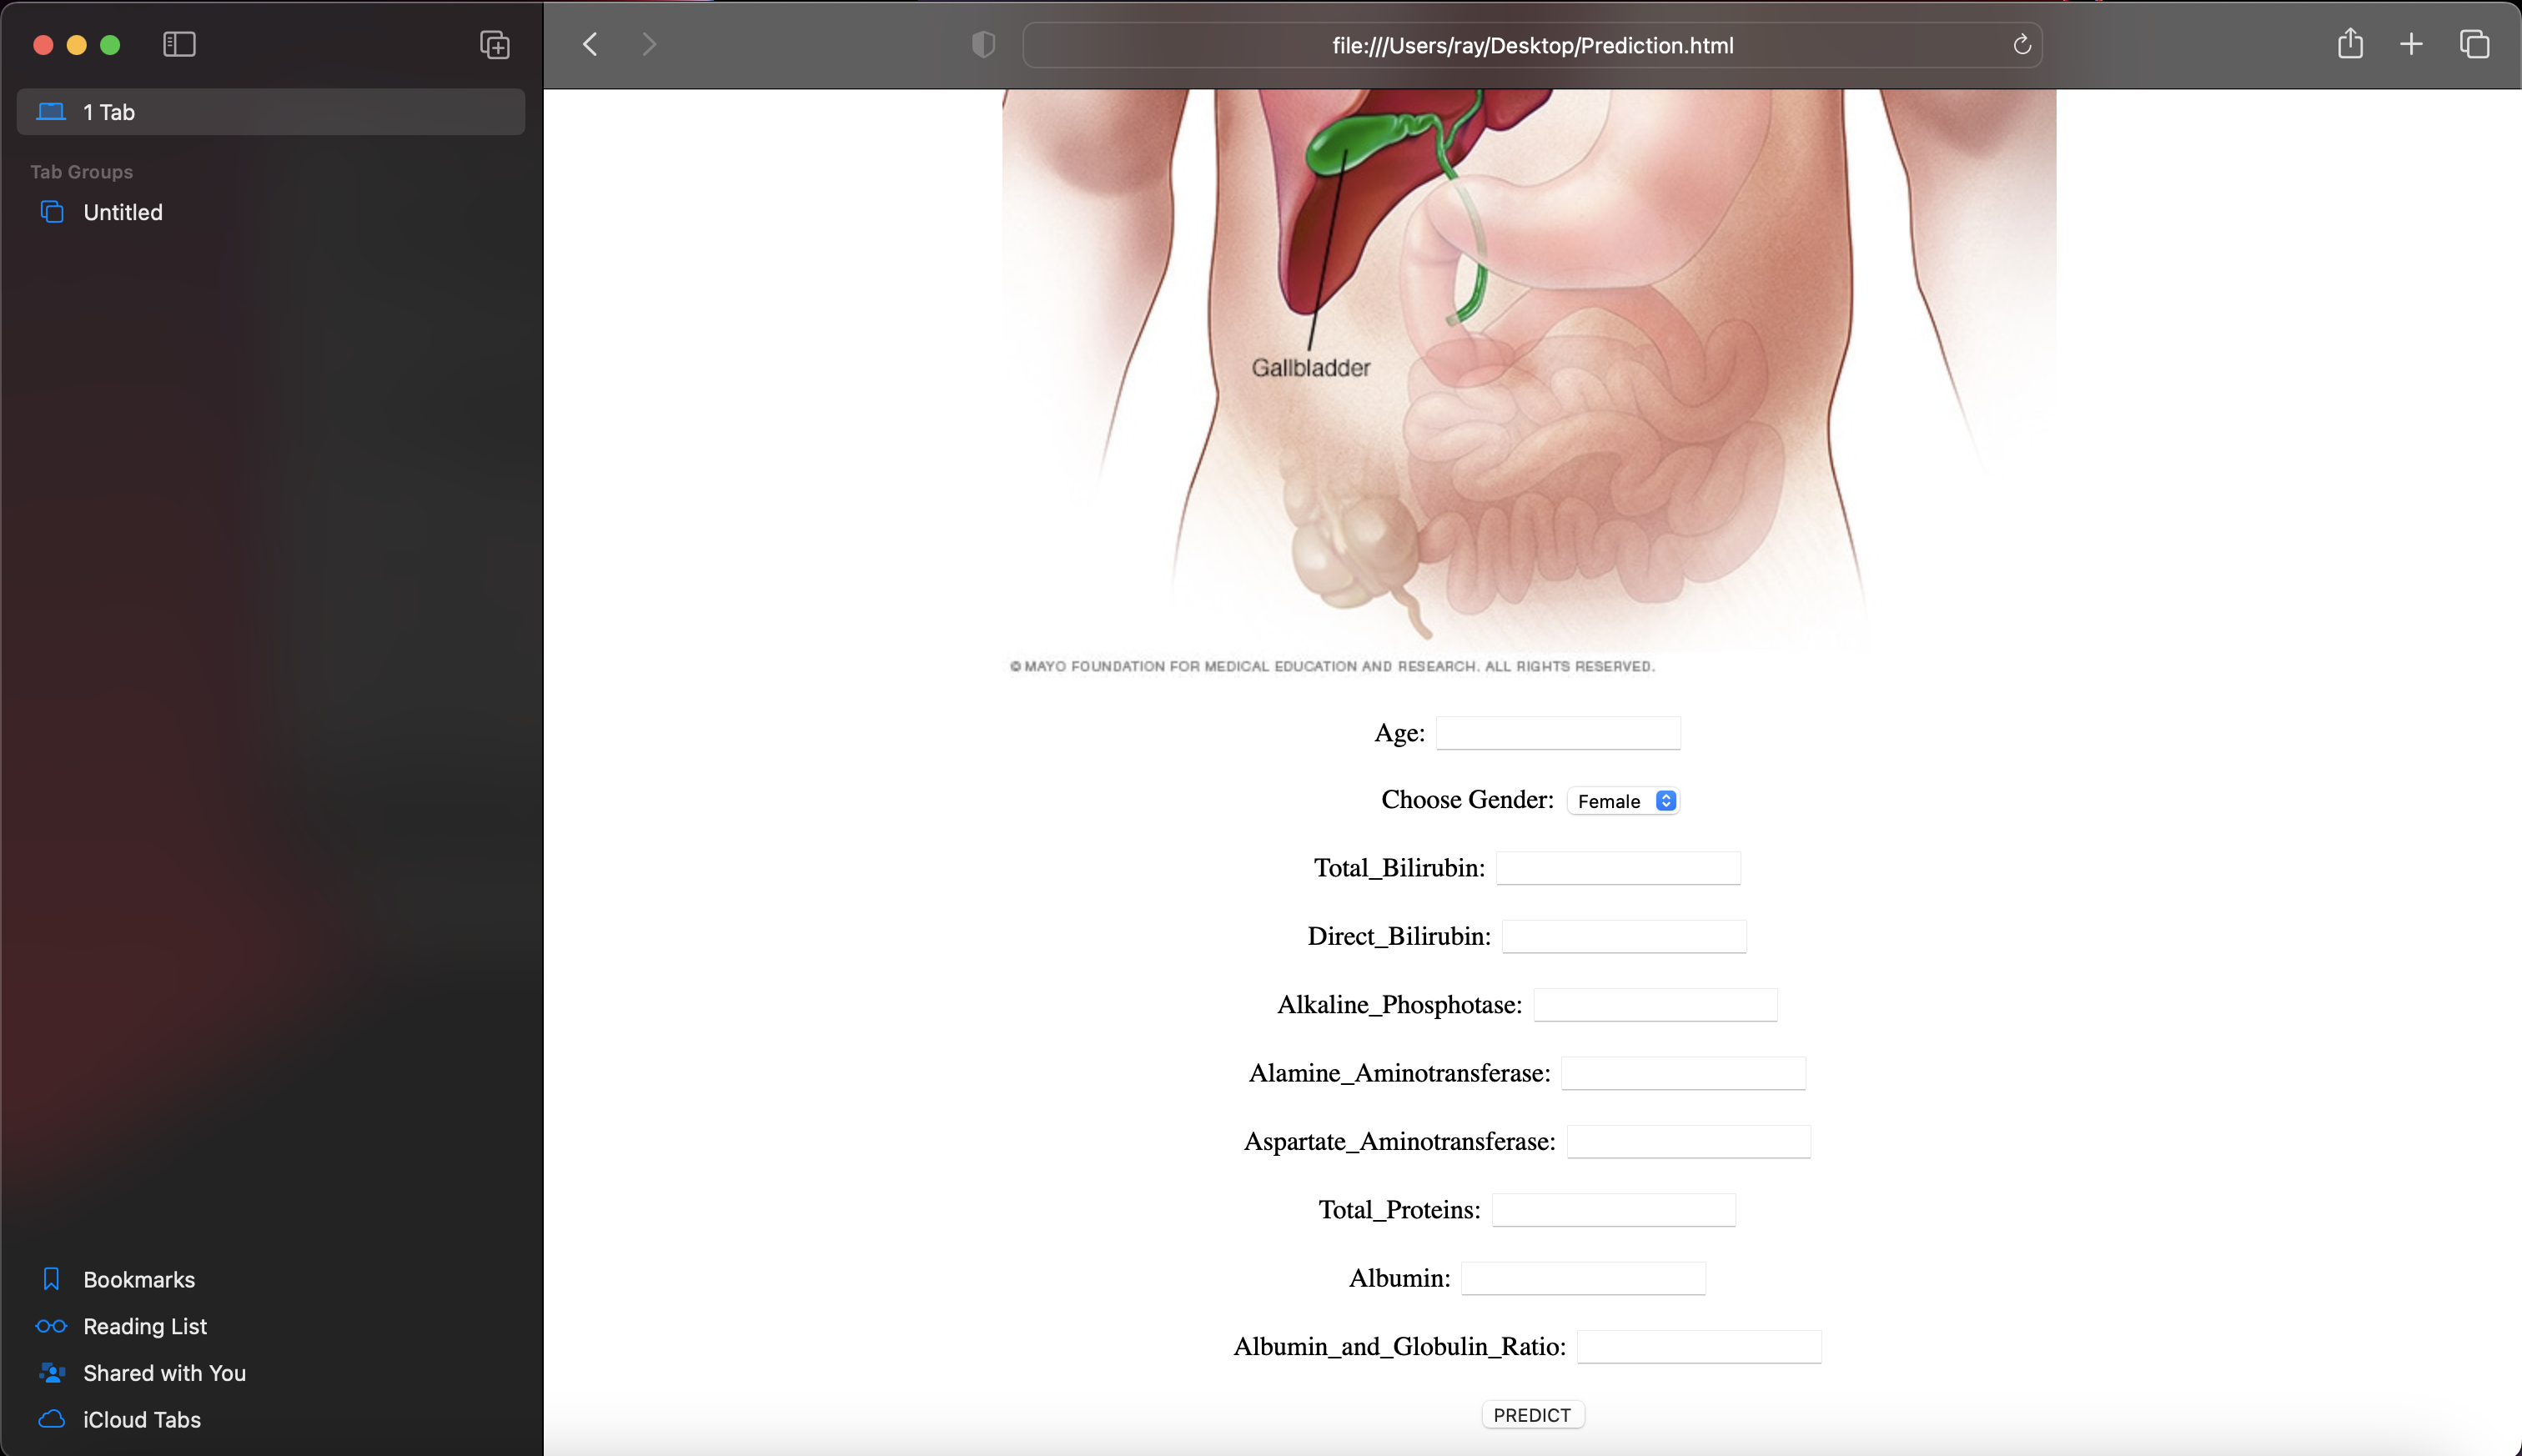 file:///Users/ray/Desktop/Prediction.html
1 Tab
Tab Groups
Untitled
Bookmarks
Reading List
Shared with You
iCloud Tabs
Gallbladder
© MAYO FOUNDATION FOR MEDICAL EDUCATION AND RESEARCH. ALL RIGHTS RESERVED.
Age:
Choose Gender: Female
Total_Bilirubin:
Direct_Bilirubin:
Alkaline_Phosphotase:
Alamine_Aminotransferase:
Aspartate_Aminotransferase:
Total_Proteins:
Albumin:
Albumin_and_Globulin_Ratio:
PREDICT